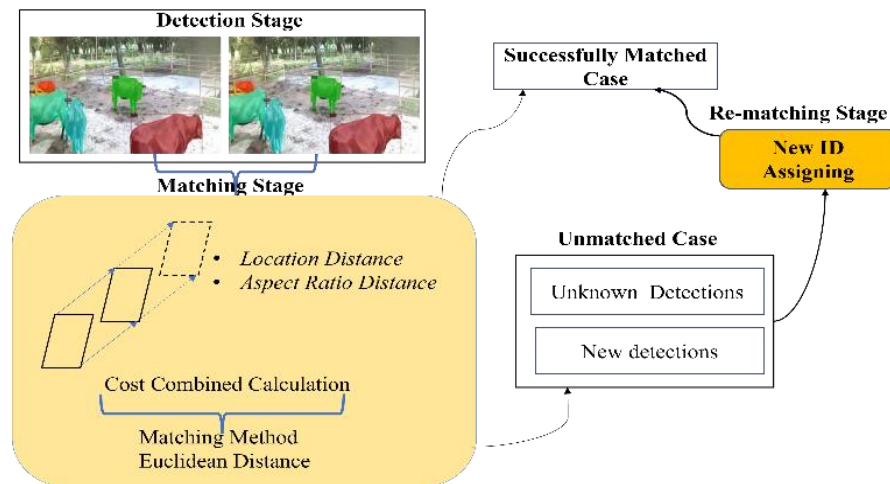 Detection Stage
Matching Stage
• Location Distance
• Aspect Ratio Distance
Cost Combined Calculation
Matching Method
Euclidean Distance
Successfully Matched
Case
Re-matching Stage
New ID
Assigning
Unmatched Case
Unknown Detections
New detections